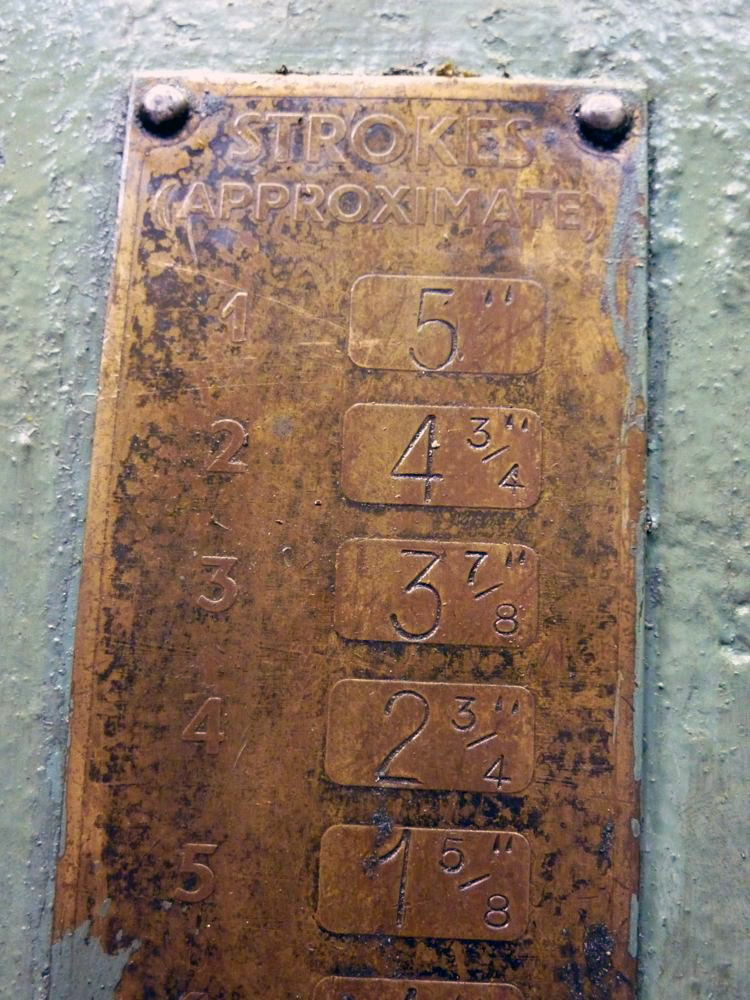 STROKES
(APPROXIMATE)
1 5"
2 4 3/4"
3 3 7/8"
4 2 3/4"
5 1 5/8"